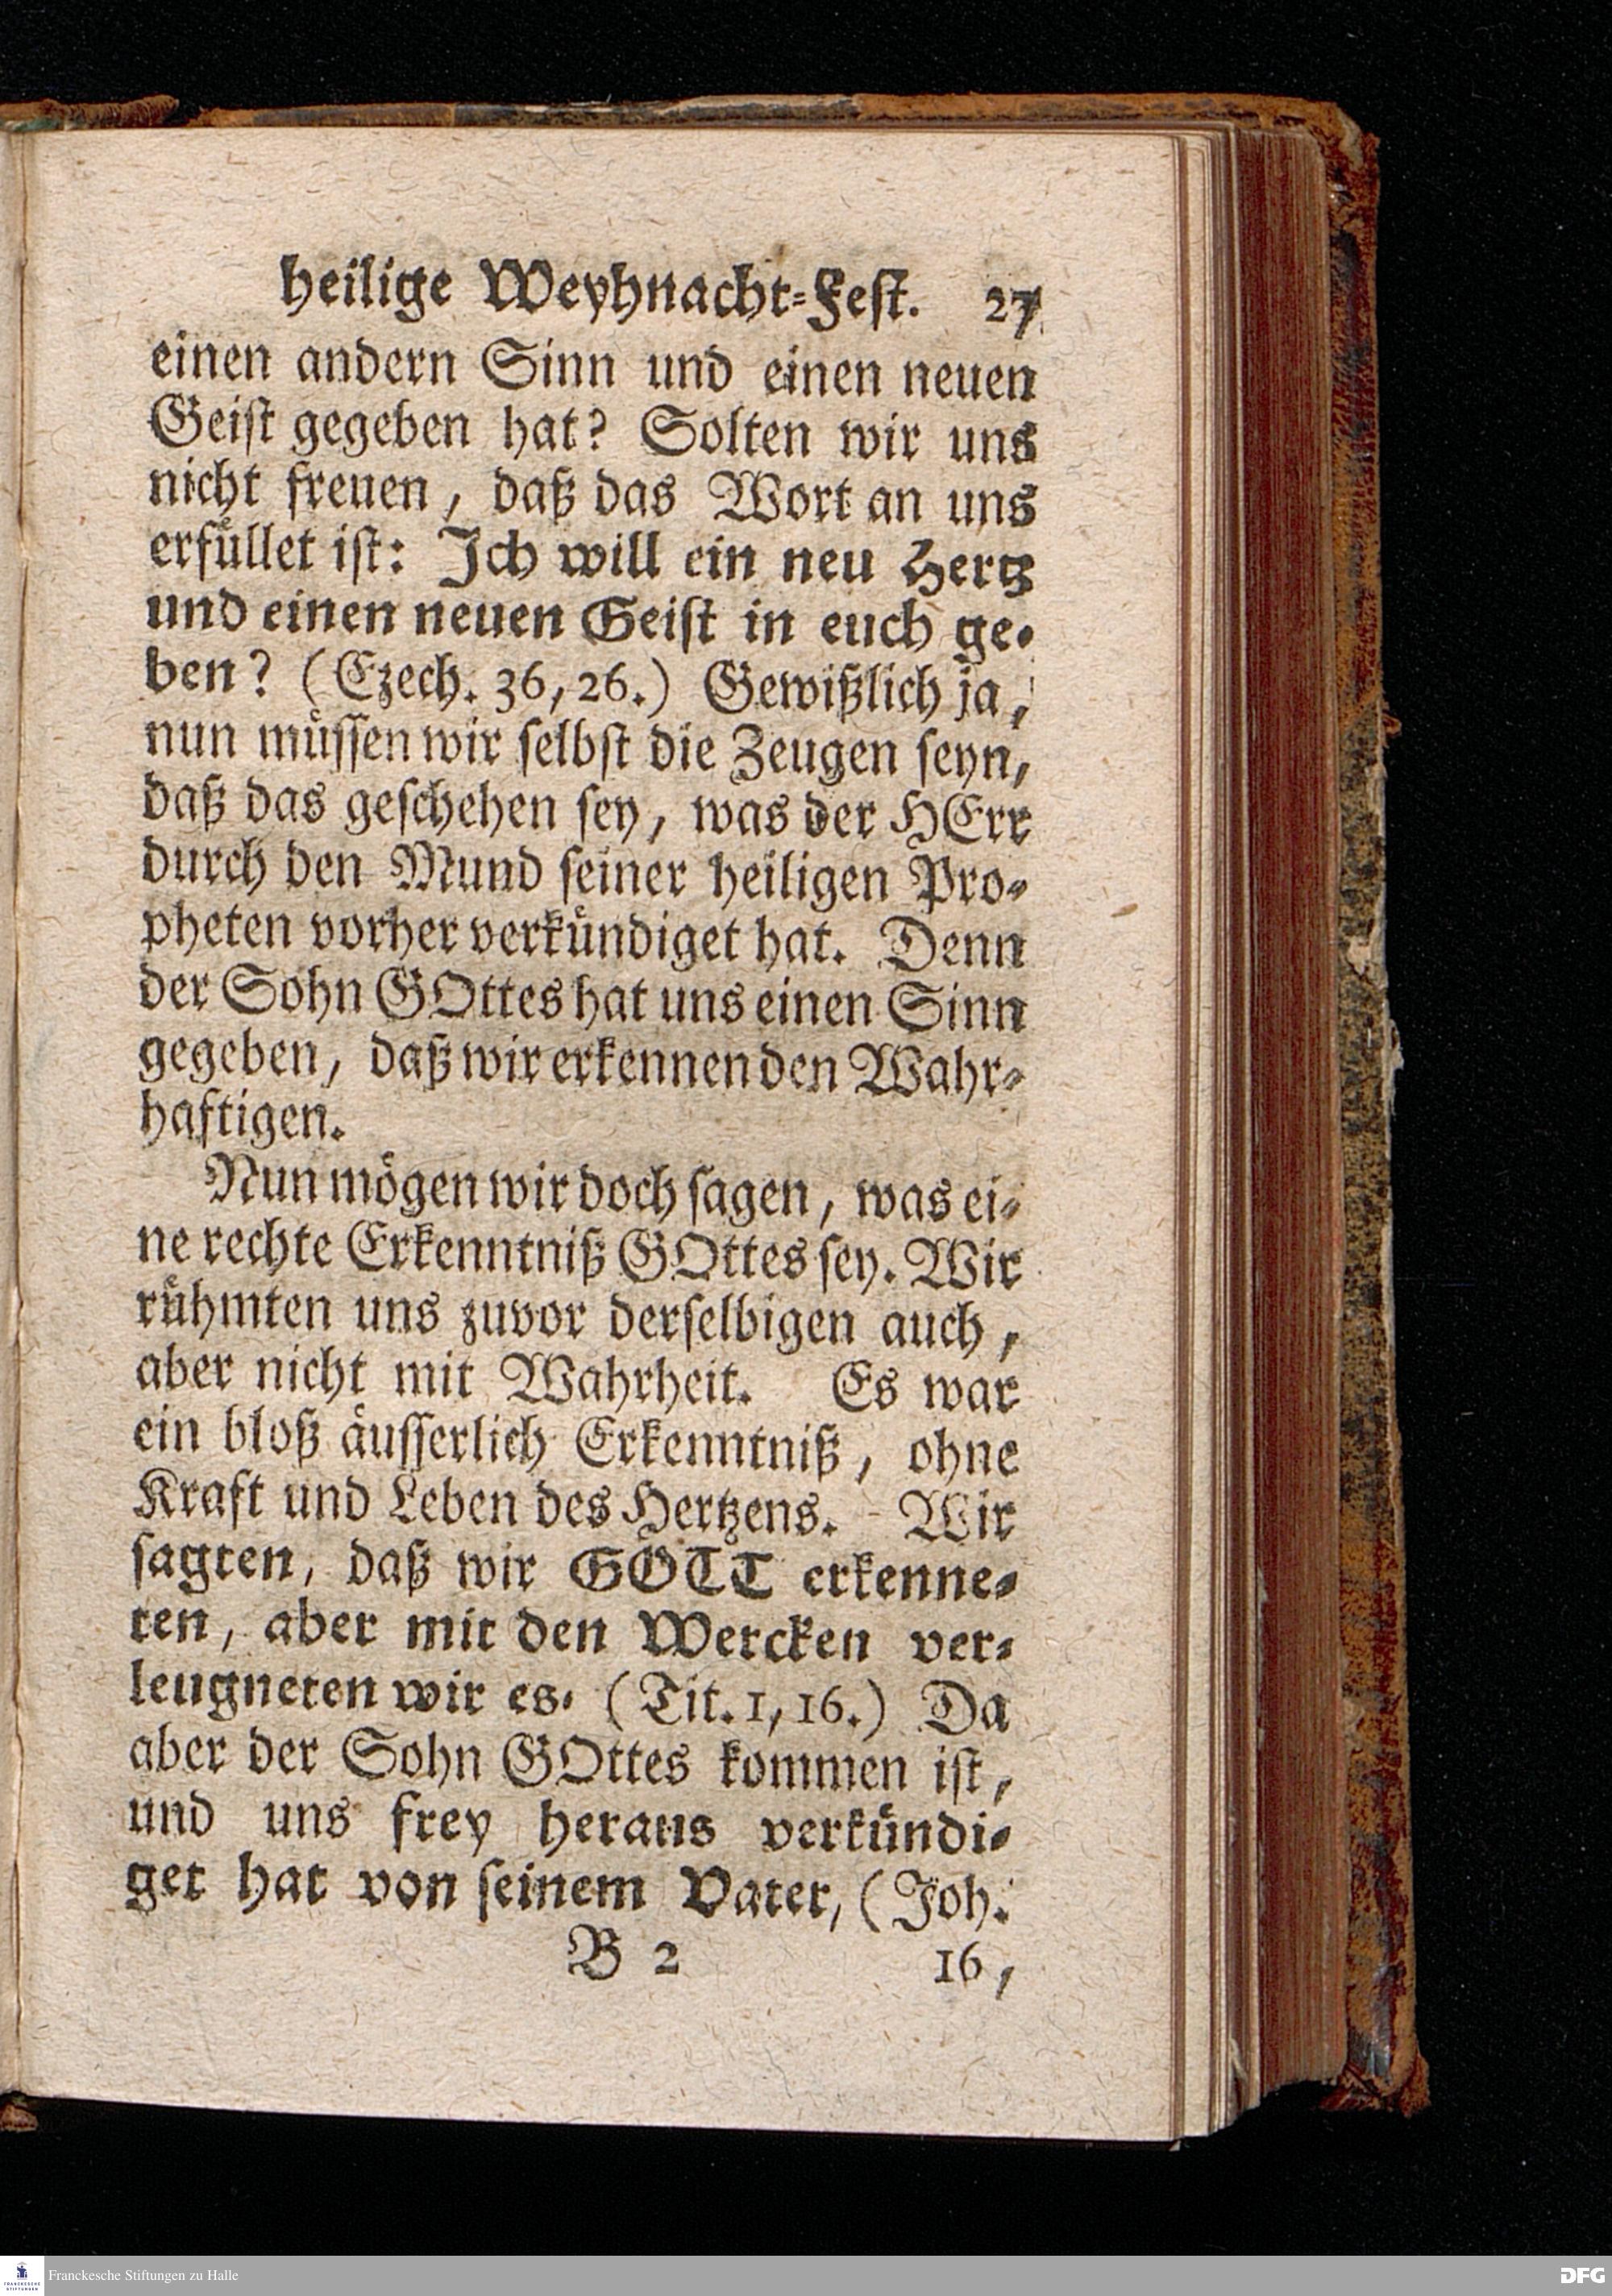 heilige Weyhnacht-Fest. 27
einen andern Sinn und einen neuen
Geist gegeben hat? Solten wir uns
nicht freuen, daß das Wort an uns
erfüllet ist: Ich will ein neu Hertz
und einen neuen Geist in euch ge-
ben? (Ezech. 36, 26.) Gewißlich ja,
nun müssen wir selbst die Zeugen seyn,
daß das geschehen sey, was der HErr
durch den Mund seiner heiligen Pro-
pheten vorher verkündiget hat. Denn
der Sohn GOttes hat uns einen Sinn
gegeben, daß wir erkennen den Wahr-
haftigen.
Nun mögen wir doch sagen, was ei-
ne rechte Erkenntniß GOttes sey. Wir
rühmten uns zuvor derselbigen auch,
aber nicht mit Wahrheit. Es war
ein bloß äusserlich Erkenntniß, ohne
Kraft und Leben des Hertzens. Wir
sagten, daß wir GOTT erkenne-
ten, aber mit den Wercken ver-
leugneten wir es. (Tit. 1, 16.) Da
aber der Sohn GOttes kommen ist,
und uns frey heraus verkündi-
get hat von seinem Vater, (Joh.
B 2 16,
Franckesche Stiftungen zu Halle
FRANCKESCHE
STIFTUNGEN
DFG